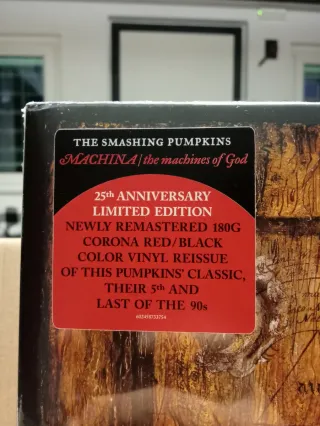 THE SMASHING PUMPKINS
MACHINA/the machines of God
25th ANNIVERSARY
LIMITED EDITION
NEWLY REMASTERED 180G
CORONA RED/BLACK
COLOR VINYL REISSUE
OF THIS PUMPKINS' CLASSIC,
THEIR 5th AND
LAST OF THE 90s